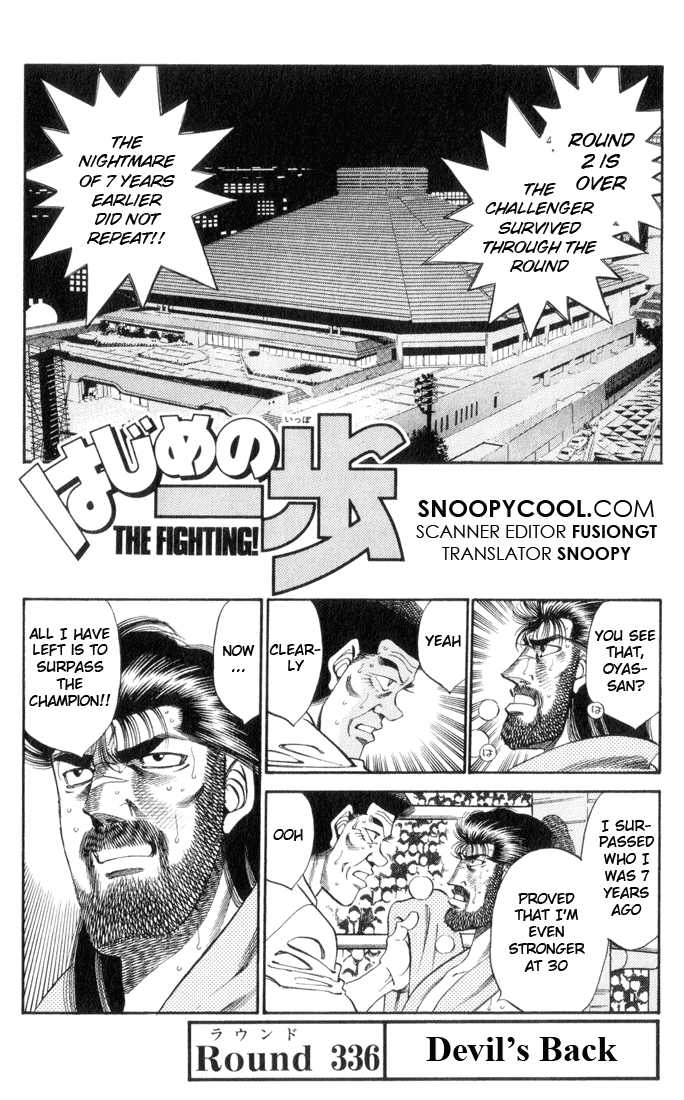 ROUND
2 IS
OVER
THE
CHALLENGER
SURVIVED
THROUGH THE
ROUND
THE
NIGHTMARE
OF 7 YEARS
EARLIER
DID NOT
REPEAT!!
いっぽ
はじめの一歩
THE FIGHTING!
SNOOPYCOOL.COM
SCANNER EDITOR FUSIONGT
TRANSLATOR SNOOPY
YOU SEE
THAT,
OYAS-
SAN?
は
は
YEAH
CLEAR-
LY
I SUR-
PASSED
WHO I
WAS 7
YEARS
AGO
PROVED
THAT I'M
EVEN
STRONGER
AT 30
OOH
NOW
...
ALL I HAVE
LEFT IS TO
SURPASS
THE
CHAMPION!!
ラウンド
Round 336
Devil's Back